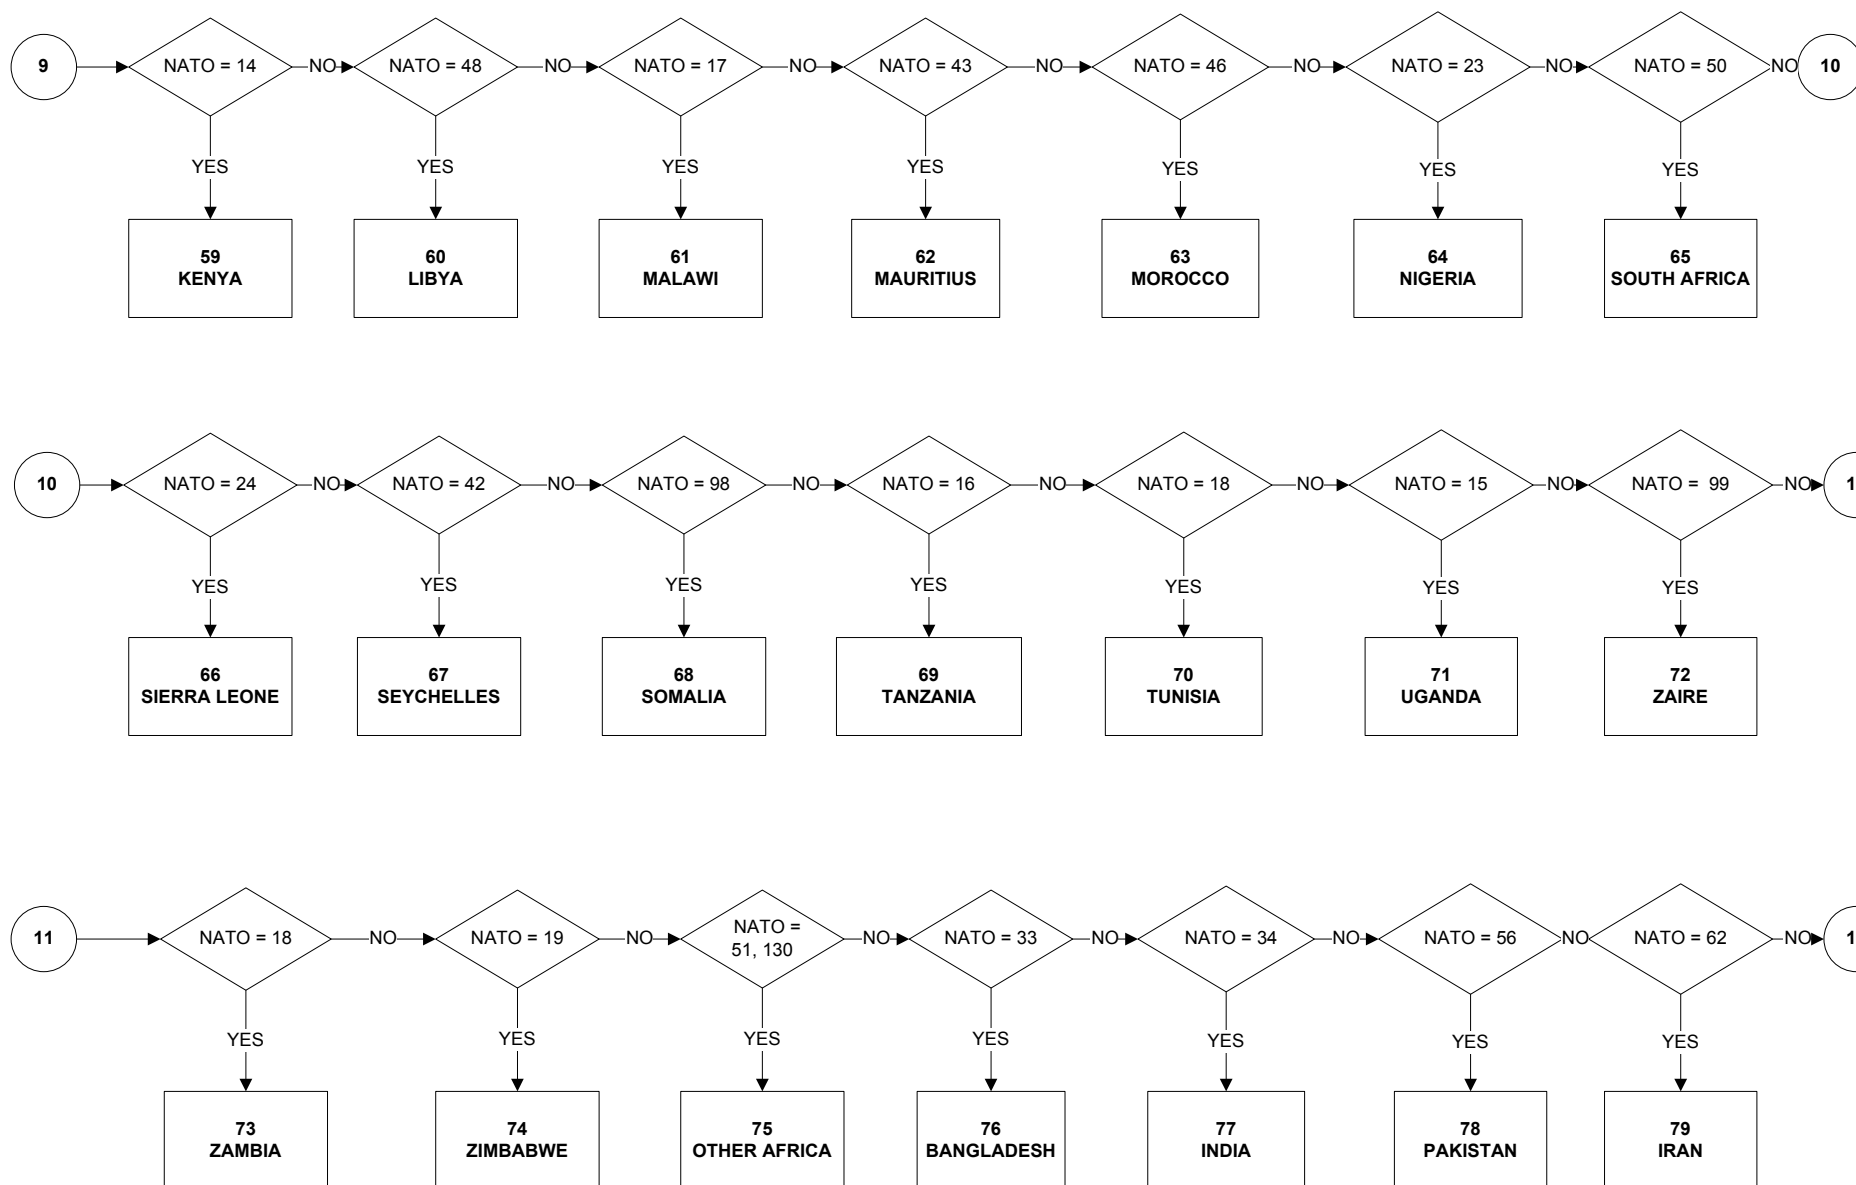 9
NATO = 14
NO
NATO = 48
NO
NATO = 17
NO
NATO = 43
NO
NATO = 46
NO
NATO = 23
NO
NATO = 50
NO
10
YES
YES
YES
YES
YES
YES
YES
59
KENYA
60
LIBYA
61
MALAWI
62
MAURITIUS
63
MOROCCO
64
NIGERIA
65
SOUTH AFRICA
10
NATO = 24
NO
NATO = 42
NO
NATO = 98
NO
NATO = 16
NO
NATO = 18
NO
NATO = 15
NO
NATO =  99
NO
1
YES
YES
YES
YES
YES
YES
YES
66
SIERRA LEONE
67
SEYCHELLES
68
SOMALIA
69
TANZANIA
70
TUNISIA
71
UGANDA
72
ZAIRE
11
NATO = 18
NO
NATO = 19
NO
NATO =
51, 130
NO
NATO = 33
NO
NATO = 34
NO
NATO = 56
NO
NATO = 62
NO
1
YES
YES
YES
YES
YES
YES
YES
73
ZAMBIA
74
ZIMBABWE
75
OTHER AFRICA
76
BANGLADESH
77
INDIA
78
PAKISTAN
79
IRAN